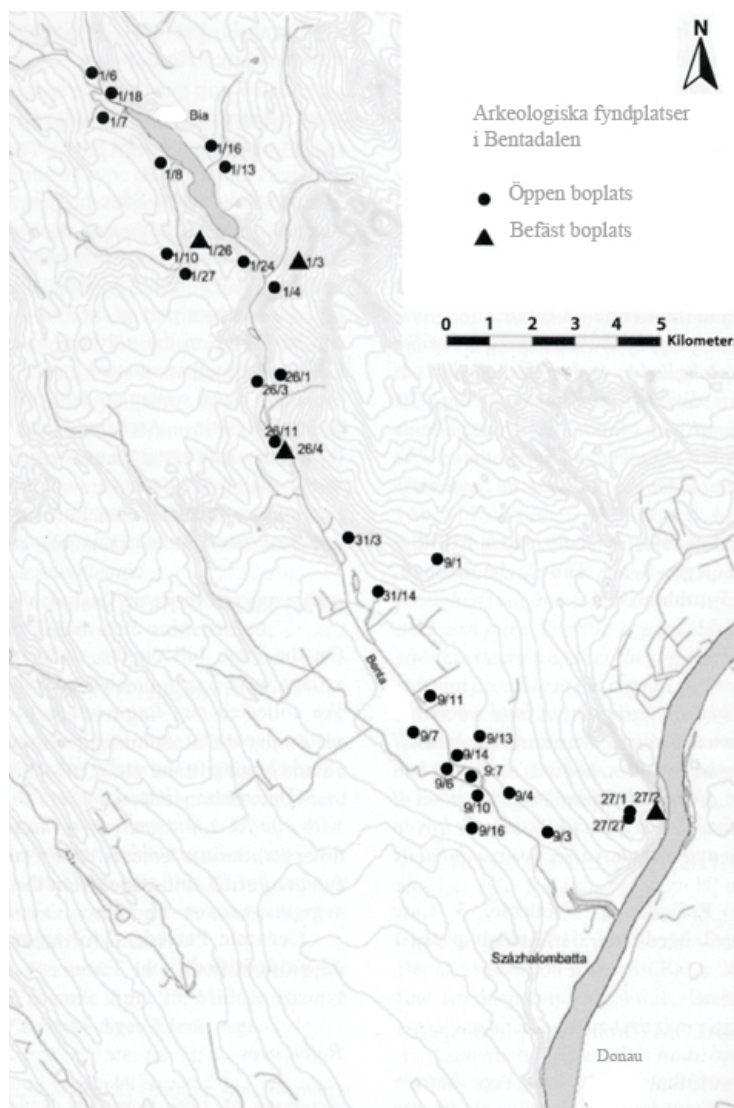 N
Arkeologiska fyndplatser
i Bentadalen
Öppen boplats
Befäst boplats
0 1 2 3 4 5
Kilometers
1/6
1/18
1/7
Bia
1/16
1/13
1/8
1/26
1/10
1/27
1/24
1/3
1/4
26/1
26/3
26/11
26/4
31/3
9/1
31/14
Benta
9/11
9/7
9/13
9/14
9/6
9:7
9/10
9/4
9/16
9/3
27/1
27/2
27/27
Százhalombatta
Donau